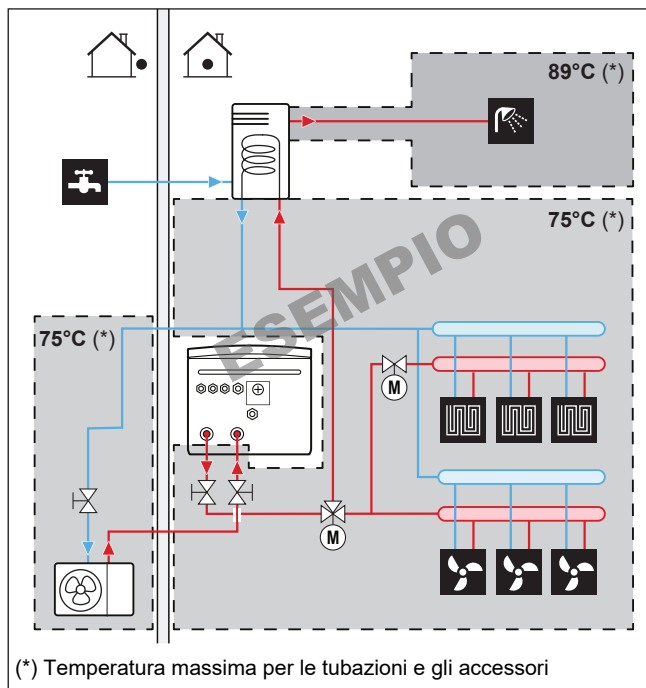 89°C (*)
75°C (*)
ESEMPIO
75°C (*)
M
M
(*) Temperatura massima per le tubazioni e gli accessori